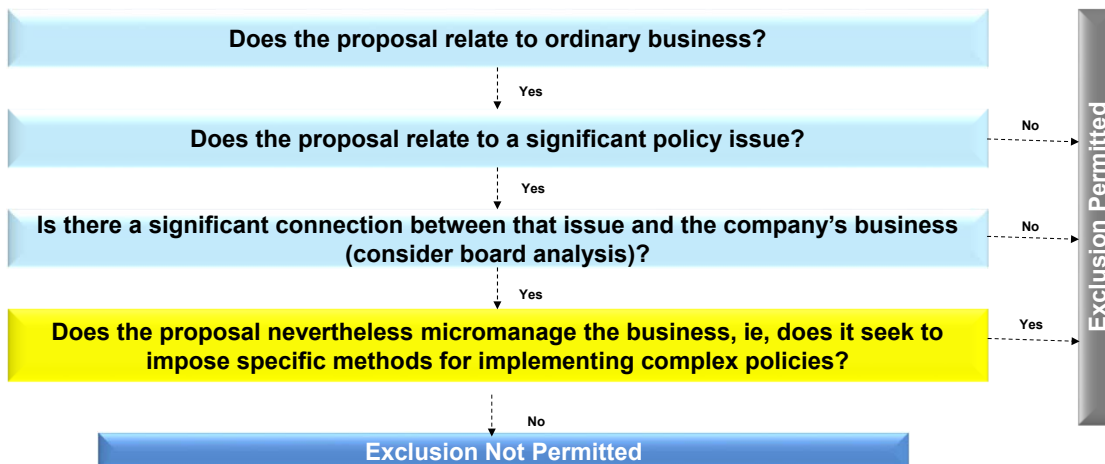 Does the proposal relate to ordinary business?
Yes
Does the proposal relate to a significant policy issue?
No
Yes
Is there a significant connection between that issue and the company's business
(consider board analysis)?
No
Yes
Does the proposal nevertheless micromanage the business, ie, does it seek to
impose specific methods for implementing complex policies?
Yes
No
Exclusion Not Permitted
Exclusion Permitted